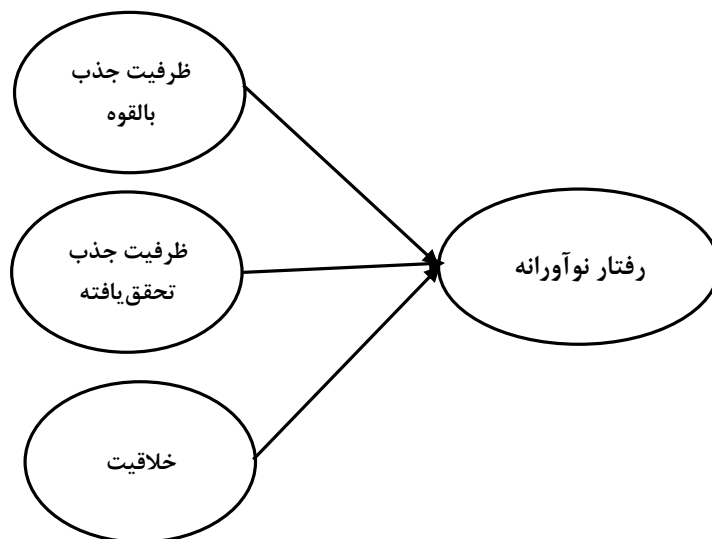 ظرفیت جذب
بالقوه
ظرفیت جذب
تحقق‌یافته
رفتار نوآورانه
خلاقیت